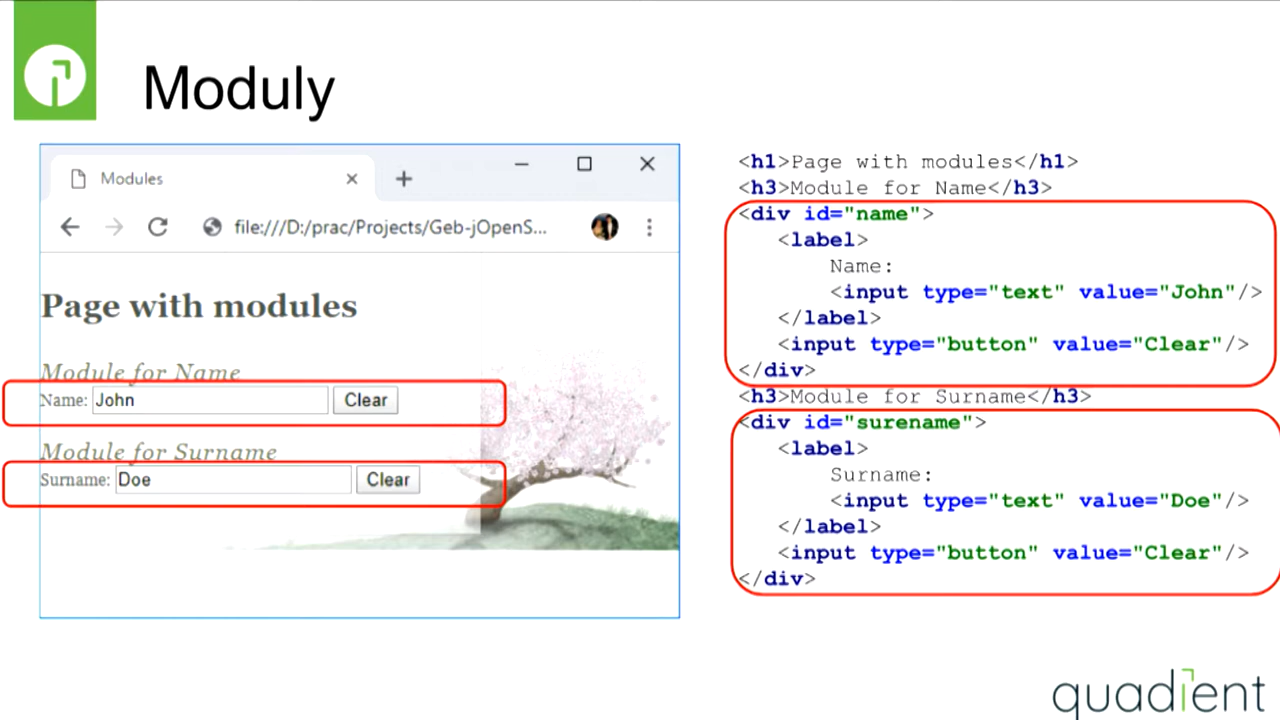 Moduly
Modules
file:///D:/prac/Projects/Geb-jOpenS...
Page with modules
Module for Name
Name: John Clear
Module for Surname
Surname: Doe Clear
<h1>Page with modules</h1>
<h3>Module for Name</h3>
<div id="name">
<label>
Name:
<input type="text" value="John"/>
</label>
<input type="button" value="Clear"/>
</div>
<h3>Module for Surname</h3>
<div id="surename">
<label>
Surname:
<input type="text" value="Doe"/>
</label>
<input type="button" value="Clear"/>
</div>
quadient